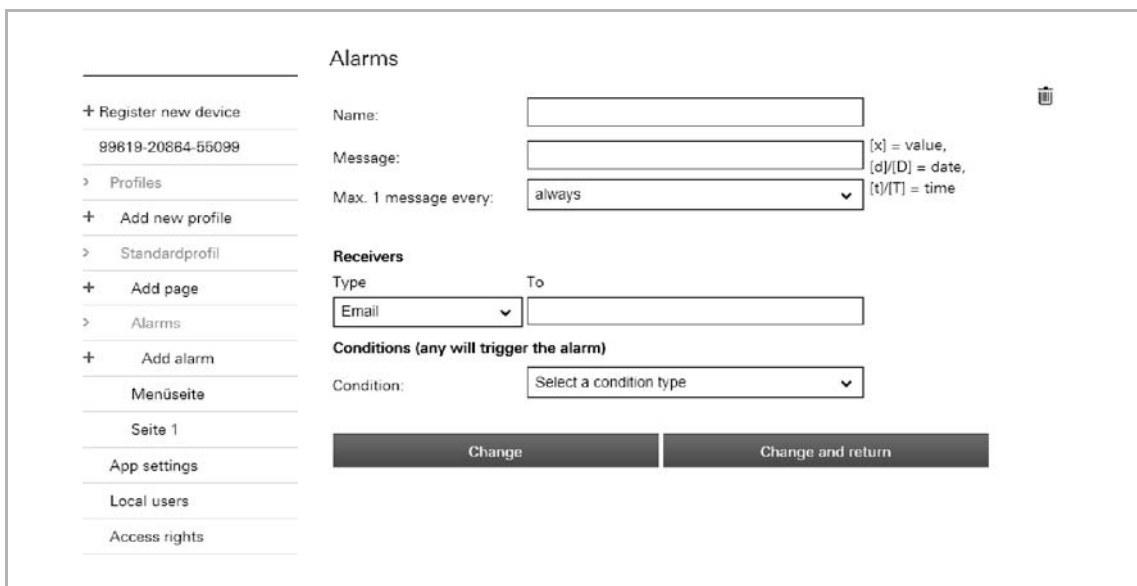 Alarms
+ Register new device
99619-20864-55099
> Profiles
+ Add new profile
> Standardprofil
+ Add page
> Alarms
+ Add alarm
Menüseite
Seite 1
App settings
Local users
Access rights
Name:
Message:
[x] = value,
[d]/[D] = date,
[t]/[T] = time
Max. 1 message every: always
Receivers
Type To
Email
Conditions (any will trigger the alarm)
Condition: Select a condition type
Change Change and return